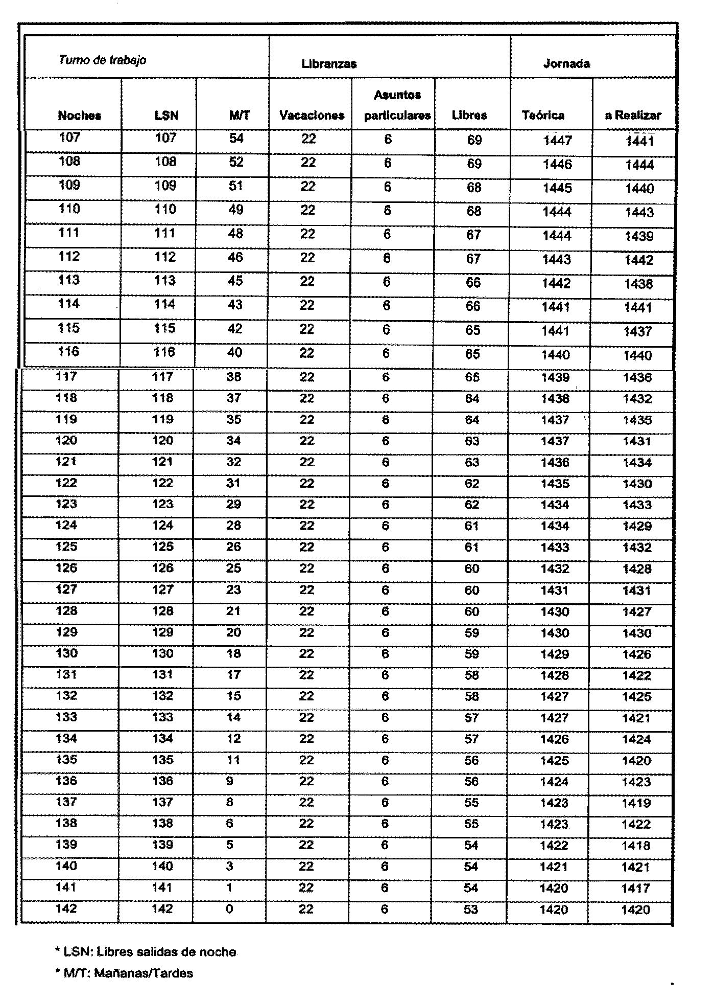 Turno de trabajo Libranzas Jornada
Asuntos
Noches LSN M/T Vacaciones particulares Libres Teórica a Realizar
107 107 54 22 6 69 1447 1441
108 108 52 22 6 69 1446 1444
109 109 51 22 6 68 1445 1440
110 110 49 22 6 68 1444 1443
111 111 48 22 6 67 1444 1439
112 112 46 22 6 67 1443 1442
113 113 45 22 6 66 1442 1438
114 114 43 22 6 66 1441 1441
115 115 42 22 6 65 1441 1437
116 116 40 22 6 65 1440 1440
117 117 38 22 6 65 1439 1436
118 118 37 22 6 64 1438 1432
119 119 35 22 6 64 1437 1435
120 120 34 22 6 63 1437 1431
121 121 32 22 6 63 1436 1434
122 122 31 22 6 62 1435 1430
123 123 29 22 6 62 1434 1433
124 124 28 22 6 61 1434 1429
125 125 26 22 6 61 1433 1432
126 126 25 22 6 60 1432 1428
127 127 23 22 6 60 1431 1431
128 128 21 22 6 60 1430 1427
129 129 20 22 6 59 1430 1430
130 130 18 22 6 59 1429 1426
131 131 17 22 6 58 1428 1422
132 132 15 22 6 58 1427 1425
133 133 14 22 6 57 1427 1421
134 134 12 22 6 57 1426 1424
135 135 11 22 6 56 1425 1420
136 136 9 22 6 56 1424 1423
137 137 8 22 6 55 1423 1419
138 138 6 22 6 55 1423 1422
139 139 5 22 6 54 1422 1418
140 140 3 22 6 54 1421 1421
141 141 1 22 6 54 1420 1417
142 142 0 22 6 53 1420 1420
* LSN: Libres salidas de noche
* M/T: Mañanas/Tardes